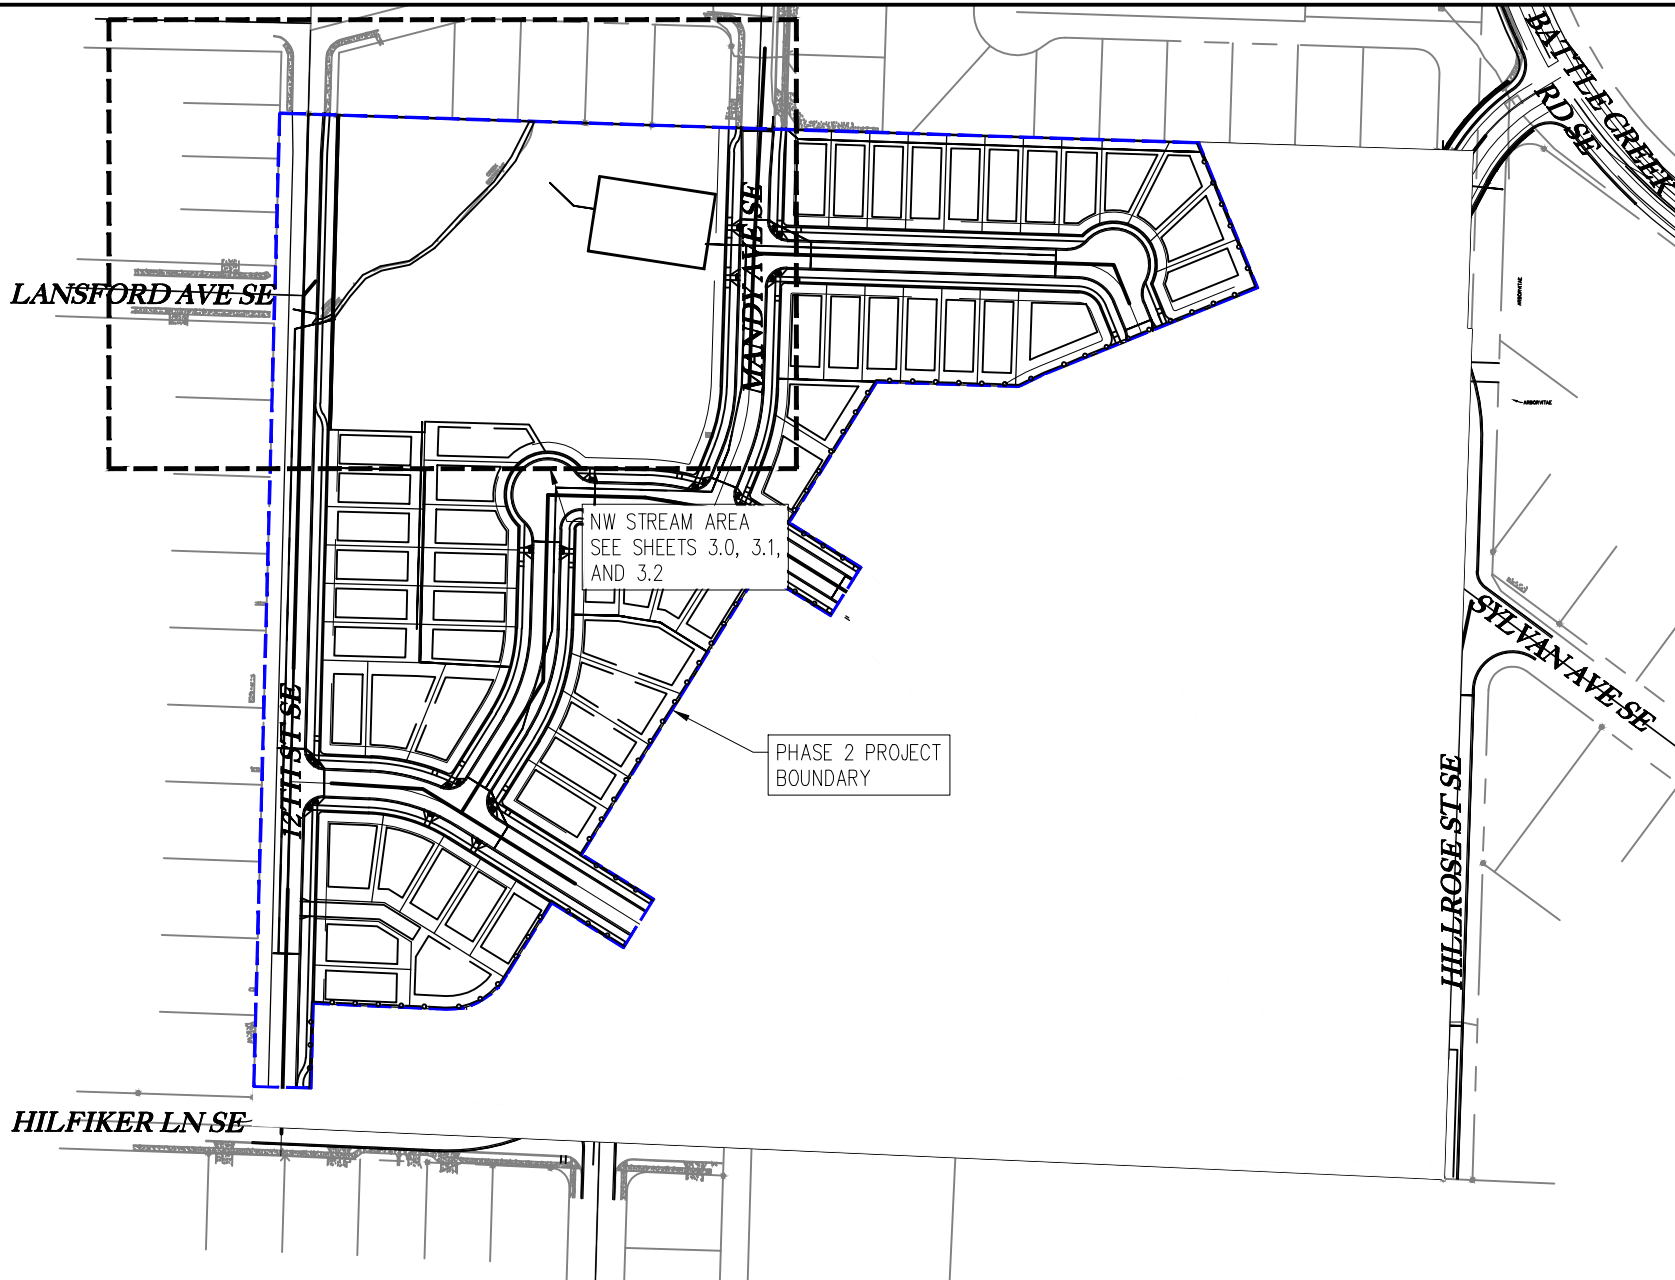 BATTLE CREEK
RD SE
LANSFORD AVE SE
MANDY AVE SE
ARBORVITAE
ARBORVITAE
NW STREAM AREA
SEE SHEETS 3.0, 3.1,
AND 3.2
SYLVAN AVE SE
12TH ST SE
PHASE 2 PROJECT
BOUNDARY
HILLROSE ST SE
HILFIKER LN SE